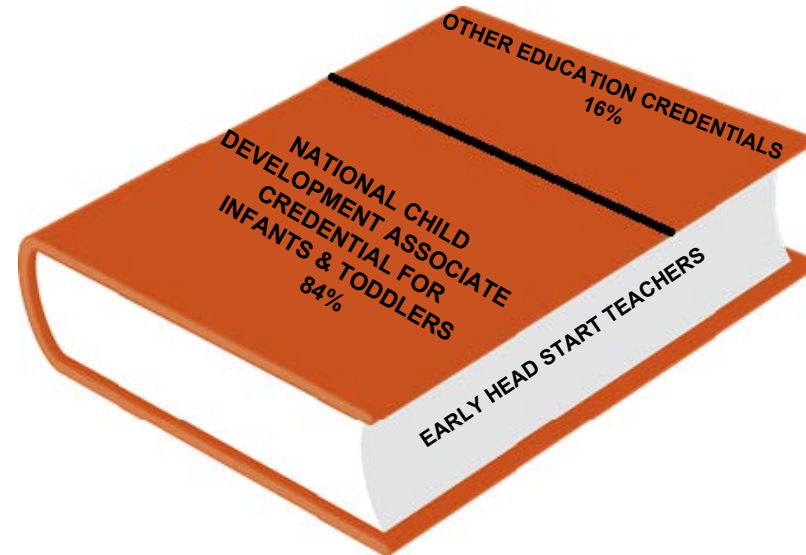 OTHER EDUCATION CREDENTIALS
16%
NATIONAL CHILD
DEVELOPMENT ASSOCIATE
CREDENTIAL FOR
INFANTS & TODDLERS
84%
EARLY HEAD START TEACHERS